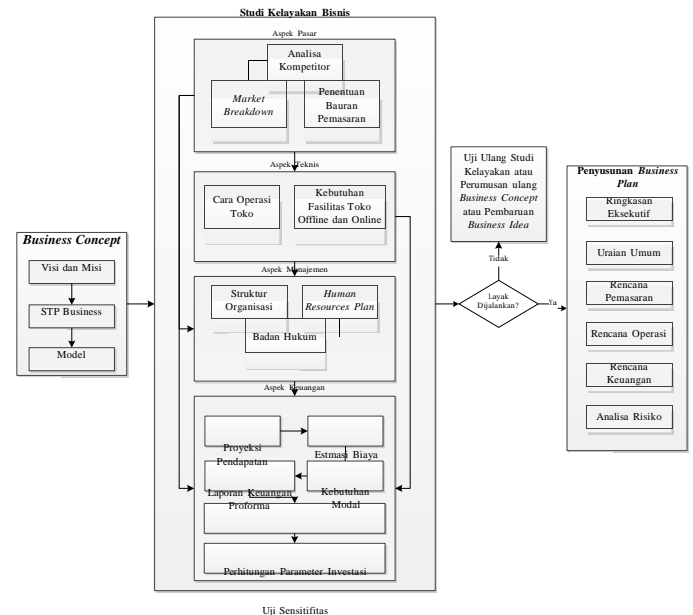 Studi Kelayakan Bisnis
Aspek Pasar
Analisa
Kompetitor
Market
Breakdown
Penentuan
Bauran
Pemasaran
Aspek Teknis
Cara Operasi
Toko
Kebutuhan
Fasilitas Toko
Offline dan Online
Aspek Manajemen
Struktur
Organisasi
Human
Resources Plan
Badan Hukum
Aspek Keuangan
Proyeksi
Pendapatan
Estmasi Biaya
Laporan Keuangan
Proforma
Kebutuhan
Modal
Perhitungan Parameter Investasi
Uji Sensitifitas
Business Concept
Visi dan Misi
STP Business
Model
Layak
Dijalankan?
Tidak
Ya
Uji Ulang Studi
Kelayakan atau
Perumusan ulang
Business Concept
atau Pembaruan
Business Idea
Penyusunan Business
Plan
Ringkasan
Eksekutif
Uraian Umum
Rencana
Pemasaran
Rencana Operasi
Rencana
Keuangan
Analisa Risiko